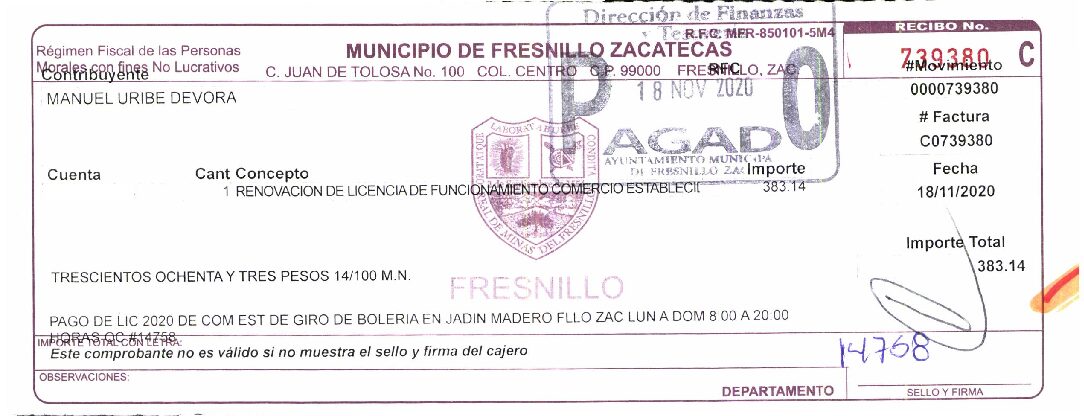 Dirección de Finanzas
y Tesorería
R.F.C. MFR-850101-5M4
RECIBO No.
Régimen Fiscal de las Personas
Morales con fines No Lucrativos
MUNICIPIO DE FRESNILLO ZACATECAS
739380 C
C. JUAN DE TOLOSA No. 100 COL. CENTRO C.P. 99000 FRESNILLO, ZAC.
Contribuyente
RFC
#Movimiento
MANUEL URIBE DEVORA
18 NOV 2020
0000739380
# Factura
PAGADO
C0739380
AYUNTAMIENTO MUNICIPA
DE FRESNILLO ZAC
Cuenta
Cant Concepto
Importe
Fecha
1 RENOVACION DE LICENCIA DE FUNCIONAMIENTO COMERCIO ESTABLECI
383.14
18/11/2020
Importe Total
383.14
TRESCIENTOS OCHENTA Y TRES PESOS 14/100 M.N.
FRESNILLO
PAGO DE LIC 2020 DE COM EST DE GIRO DE BOLERIA EN JADIN MADERO FLLO ZAC LUN A DOM 8:00 A 20:00
HORAS OC #14758
IMPORTE TOTAL CON LETRA:
Este comprobante no es válido si no muestra el sello y firma del cajero
14758
OBSERVACIONES:
DEPARTAMENTO
SELLO Y FIRMA